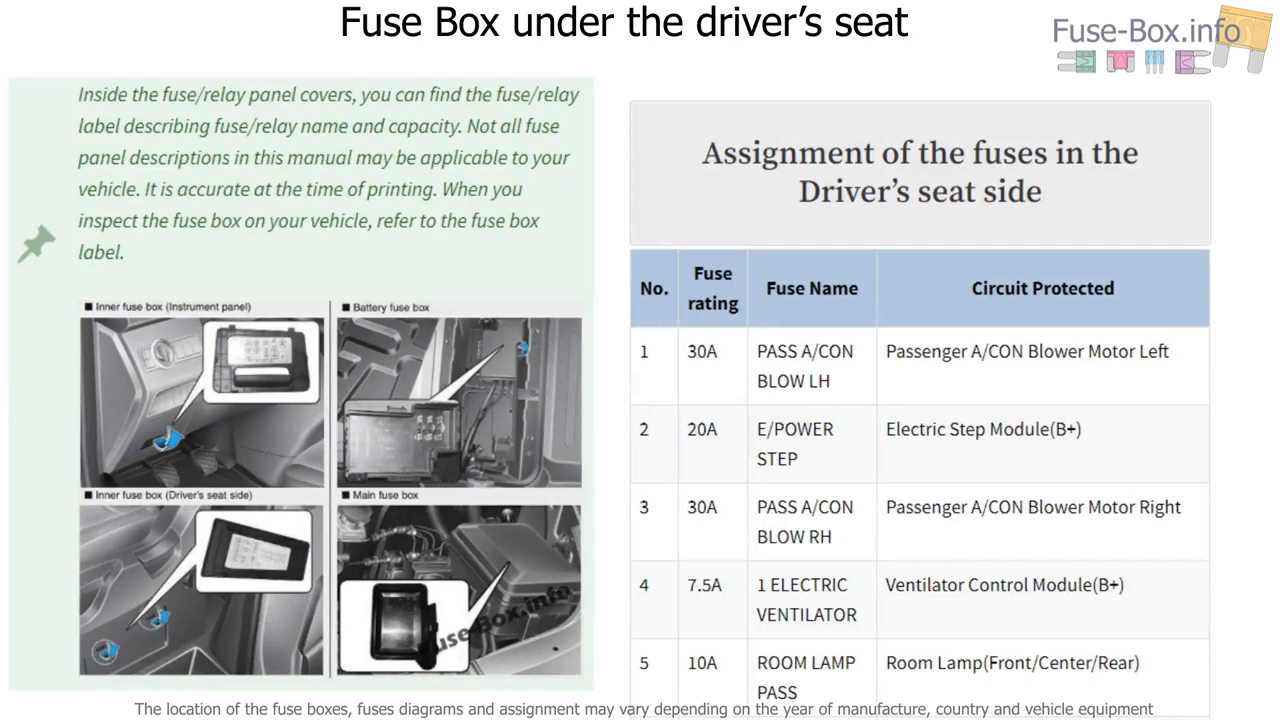 Fuse Box under the driver's seat
Fuse-Box.info
Inside the fuse/relay panel covers, you can find the fuse/relay
label describing fuse/relay name and capacity. Not all fuse
panel descriptions in this manual may be applicable to your
vehicle. It is accurate at the time of printing. When you
inspect the fuse box on your vehicle, refer to the fuse box
label.
■ Inner fuse box (Instrument panel)
■ Battery fuse box
■ Inner fuse box (Driver's seat side)
■ Main fuse box
Fuse-Box.info
Assignment of the fuses in the
Driver's seat side
No. Fuse rating Fuse Name Circuit Protected
1 30A PASS A/CON BLOW LH Passenger A/CON Blower Motor Left
2 20A E/POWER STEP Electric Step Module(B+)
3 30A PASS A/CON BLOW RH Passenger A/CON Blower Motor Right
4 7.5A 1 ELECTRIC VENTILATOR Ventilator Control Module(B+)
5 10A ROOM LAMP PASS Room Lamp(Front/Center/Rear)
The location of the fuse boxes, fuses diagrams and assignment may vary depending on the year of manufacture, country and vehicle equipment